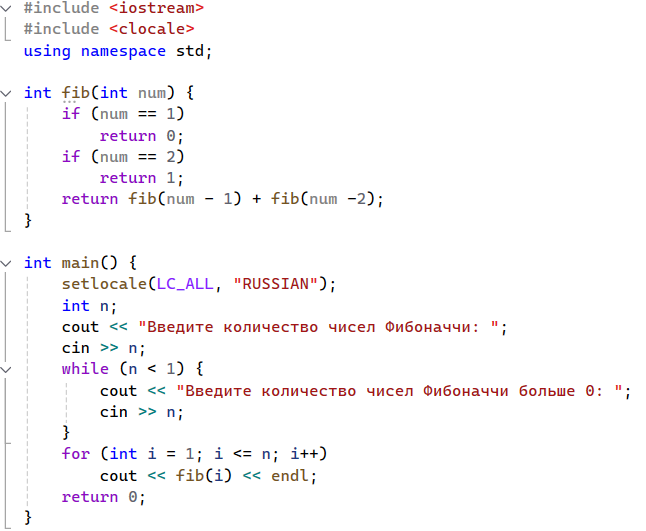 #include <iostream>
#include <clocale>
using namespace std;

int fib(int num) {
    if (num == 1)
        return 0;
    if (num == 2)
        return 1;
    return fib(num - 1) + fib(num -2);
}

int main() {
    setlocale(LC_ALL, "RUSSIAN");
    int n;
    cout << "Введите количество чисел Фибоначчи: ";
    cin >> n;
    while (n < 1) {
        cout << "Введите количество чисел Фибоначчи больше 0: ";
        cin >> n;
    }
    for (int i = 1; i <= n; i++)
        cout << fib(i) << endl;
    return 0;
}